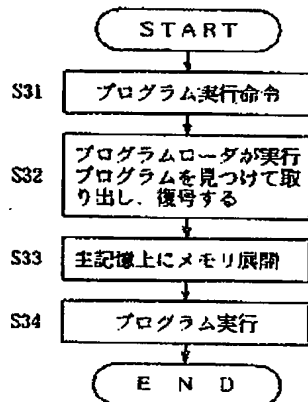 START
S31 プログラム実行命令
S32 プログラムローダが実行
プログラムを見つけて取
り出し、復号する
S33 主記憶上にメモリ展開
S34 プログラム実行
END